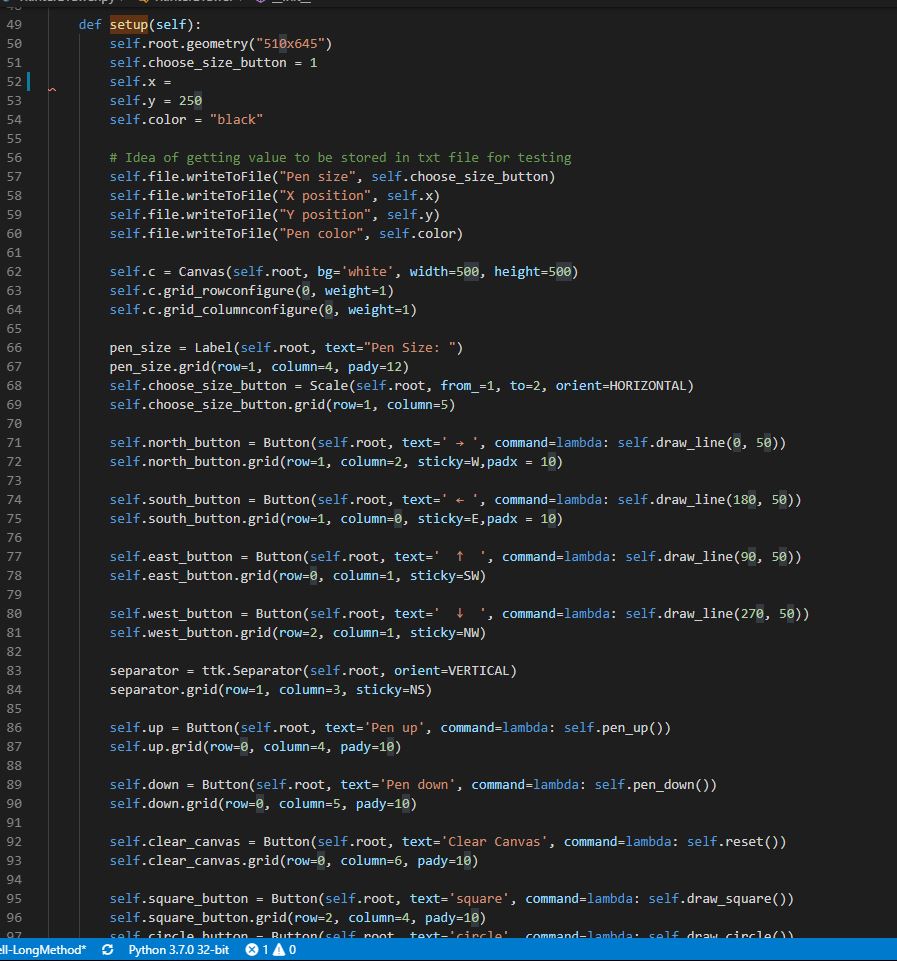 49 def setup(self):
50 self.root.geometry("510x645")
51 self.choose_size_button = 1
52 self.x =
53 self.y = 250
54 self.color = "black"
55
56 # Idea of getting value to be stored in txt file for testing
57 self.file.writeToFile("Pen size", self.choose_size_button)
58 self.file.writeToFile("X position", self.x)
59 self.file.writeToFile("Y position", self.y)
60 self.file.writeToFile("Pen color", self.color)
61
62 self.c = Canvas(self.root, bg='white', width=500, height=500)
63 self.c.grid_rowconfigure(0, weight=1)
64 self.c.grid_columnconfigure(0, weight=1)
65
66 pen_size = Label(self.root, text="Pen Size: ")
67 pen_size.grid(row=1, column=4, pady=12)
68 self.choose_size_button = Scale(self.root, from_=1, to=2, orient=HORIZONTAL)
69 self.choose_size_button.grid(row=1, column=5)
70
71 self.north_button = Button(self.root, text=' → ', command=lambda: self.draw_line(0, 50))
72 self.north_button.grid(row=1, column=2, sticky=W,padx = 10)
73
74 self.south_button = Button(self.root, text=' ← ', command=lambda: self.draw_line(180, 50))
75 self.south_button.grid(row=1, column=0, sticky=E,padx = 10)
76
77 self.east_button = Button(self.root, text='  ↑  ', command=lambda: self.draw_line(90, 50))
78 self.east_button.grid(row=0, column=1, sticky=SW)
79
80 self.west_button = Button(self.root, text='  ↓  ', command=lambda: self.draw_line(270, 50))
81 self.west_button.grid(row=2, column=1, sticky=NW)
82
83 separator = ttk.Separator(self.root, orient=VERTICAL)
84 separator.grid(row=1, column=3, sticky=NS)
85
86 self.up = Button(self.root, text='Pen up', command=lambda: self.pen_up())
87 self.up.grid(row=0, column=4, pady=10)
88
89 self.down = Button(self.root, text='Pen down', command=lambda: self.pen_down())
90 self.down.grid(row=0, column=5, pady=10)
91
92 self.clear_canvas = Button(self.root, text='Clear Canvas', command=lambda: self.reset())
93 self.clear_canvas.grid(row=0, column=6, pady=10)
94
95 self.square_button = Button(self.root, text='square', command=lambda: self.draw_square())
96 self.square_button.grid(row=2, column=4, pady=10)
97 self.circle_button = Button(self.root, text='circle', command=lambda: self.draw_circle())
ell-LongMethod* Python 3.7.0 32-bit 1 0